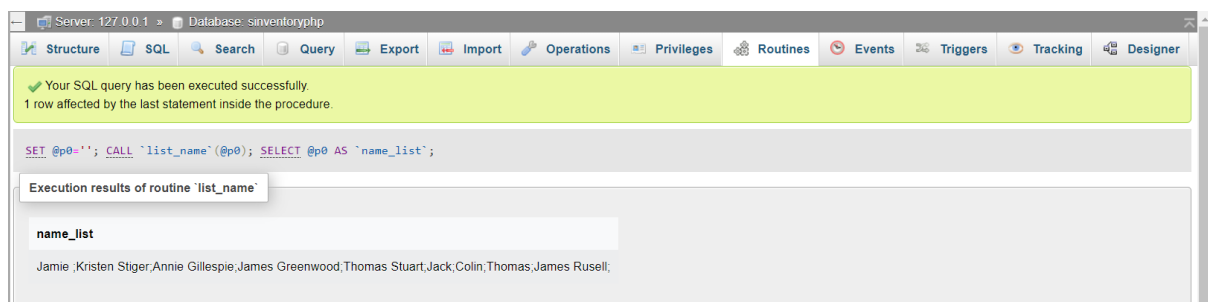 Server: 127.0.0.1 » Database: sinventoryphp
Structure SQL Search Query Export Import Operations Privileges Routines Events Triggers Tracking Designer
Your SQL query has been executed successfully.
1 row affected by the last statement inside the procedure.
SET @p0=''; CALL `list_name`(@p0); SELECT @p0 AS `name_list`;
Execution results of routine `list_name`
name_list
Jamie ;Kristen Stiger;Annie Gillespie;James Greenwood;Thomas Stuart;Jack;Colin;Thomas;James Rusell;